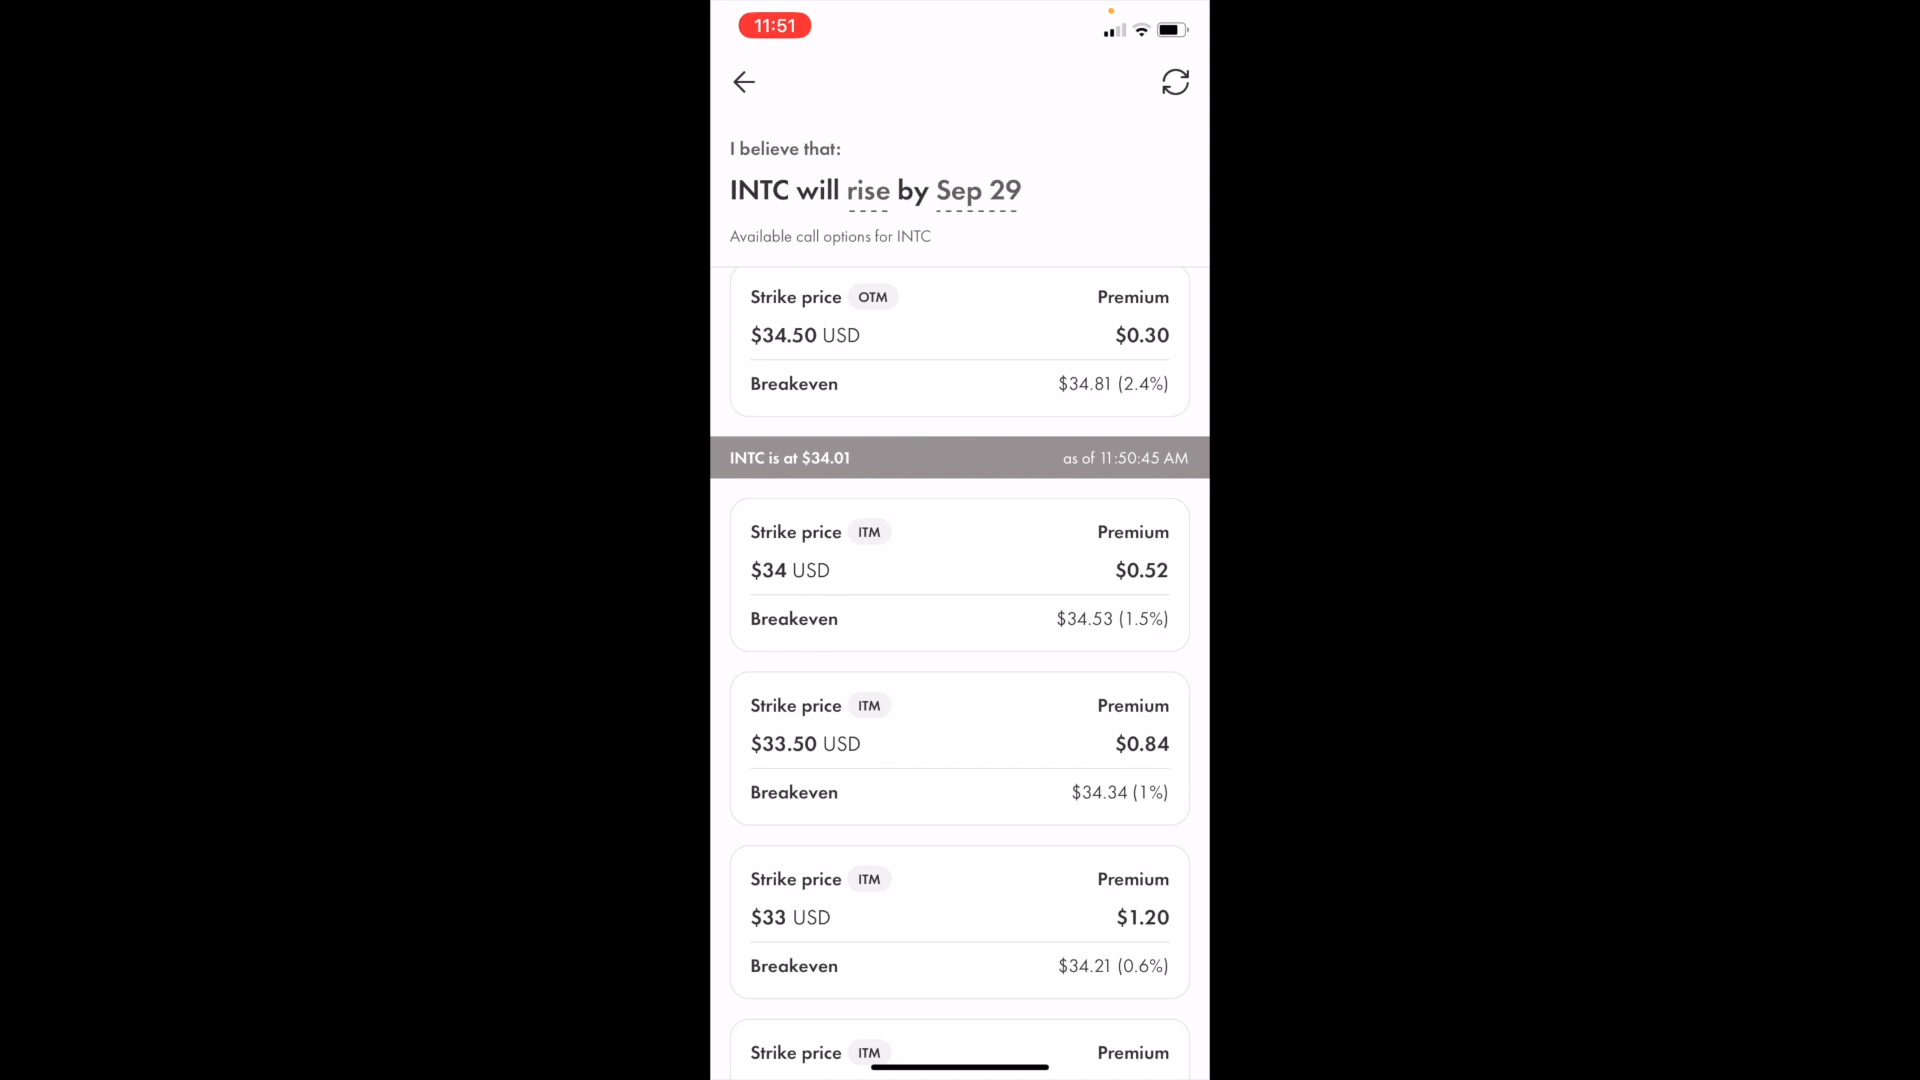 11:51
I believe that:
INTC will rise by Sep 29
Available call options for INTC
Strike price OTM Premium
$34.50 USD $0.30
Breakeven $34.81 (2.4%)
INTC is at $34.01 as of 11:50:45 AM
Strike price ITM Premium
$34 USD $0.52
Breakeven $34.53 (1.5%)
Strike price ITM Premium
$33.50 USD $0.84
Breakeven $34.34 (1%)
Strike price ITM Premium
$33 USD $1.20
Breakeven $34.21 (0.6%)
Strike price ITM Premium